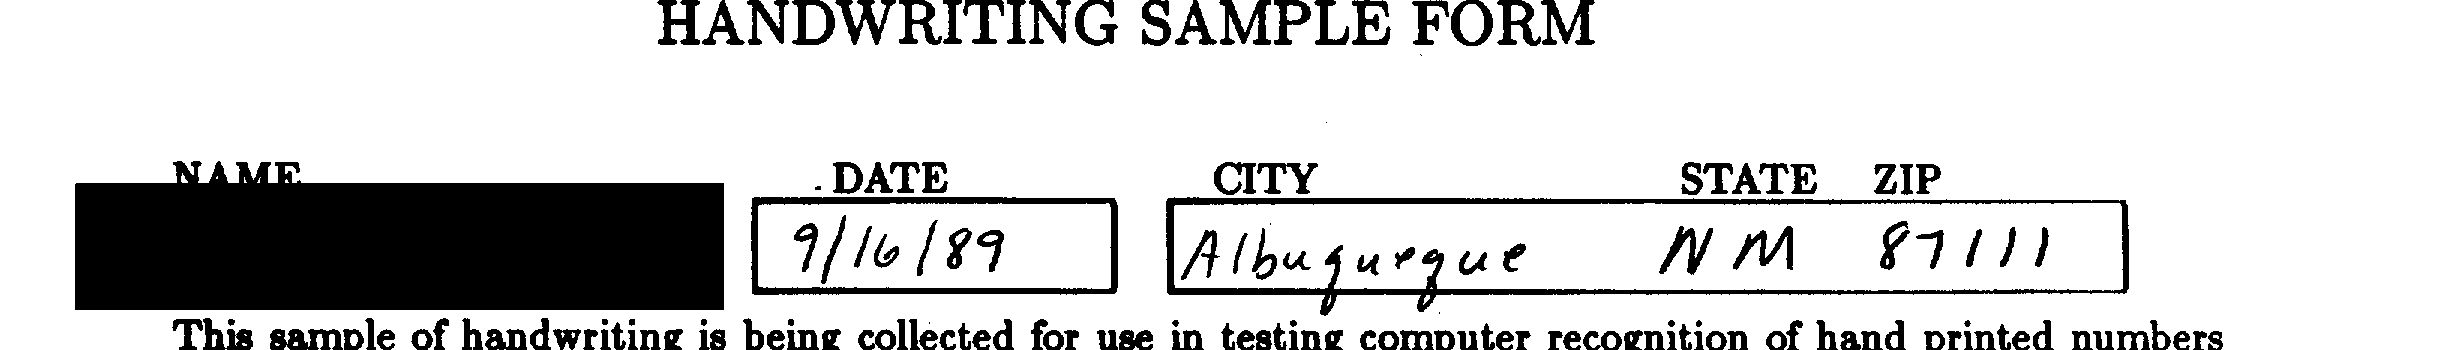 HANDWRITING SAMPLE FORM
NAME DATE CITY STATE ZIP
9/16/89 Albuqueque NM 87111
This sample of handwriting is being collected for use in testing computer recognition of hand printed numbers